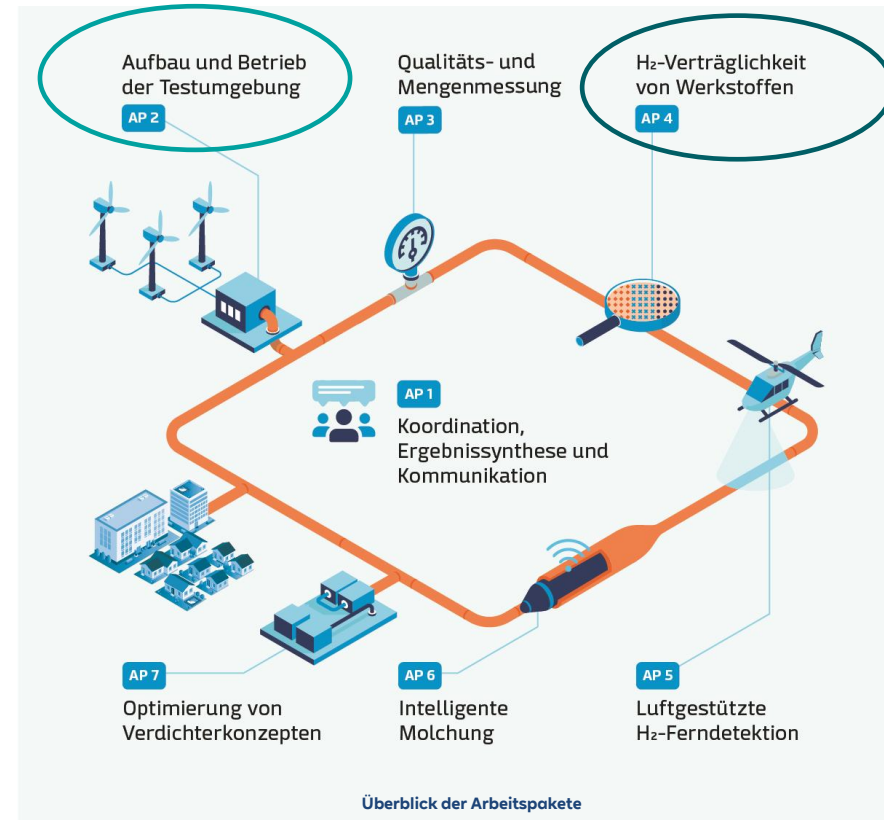 Aufbau und Betrieb
der Testumgebung
AP 2
Qualitäts- und
Mengenmessung
AP 3
H₂-Verträglichkeit
von Werkstoffen
AP 4
AP 1
Koordination,
Ergebnissynthese und
Kommunikation
AP 7
Optimierung von
Verdichterkonzepten
AP 6
Intelligente
Molchung
AP 5
Luftgestützte
H₂-Ferndetektion
Überblick der Arbeitspakete